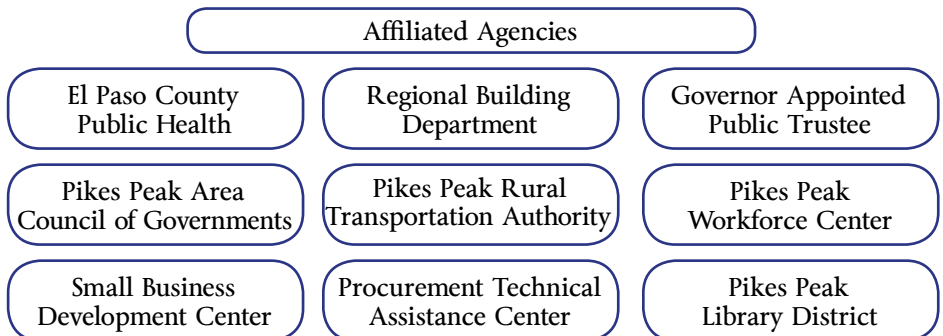 Affiliated Agencies
El Paso County
Public Health
Regional Building
Department
Governor Appointed
Public Trustee
Pikes Peak Area
Council of Governments
Pikes Peak Rural
Transportation Authority
Pikes Peak
Workforce Center
Small Business
Development Center
Procurement Technical
Assistance Center
Pikes Peak
Library District